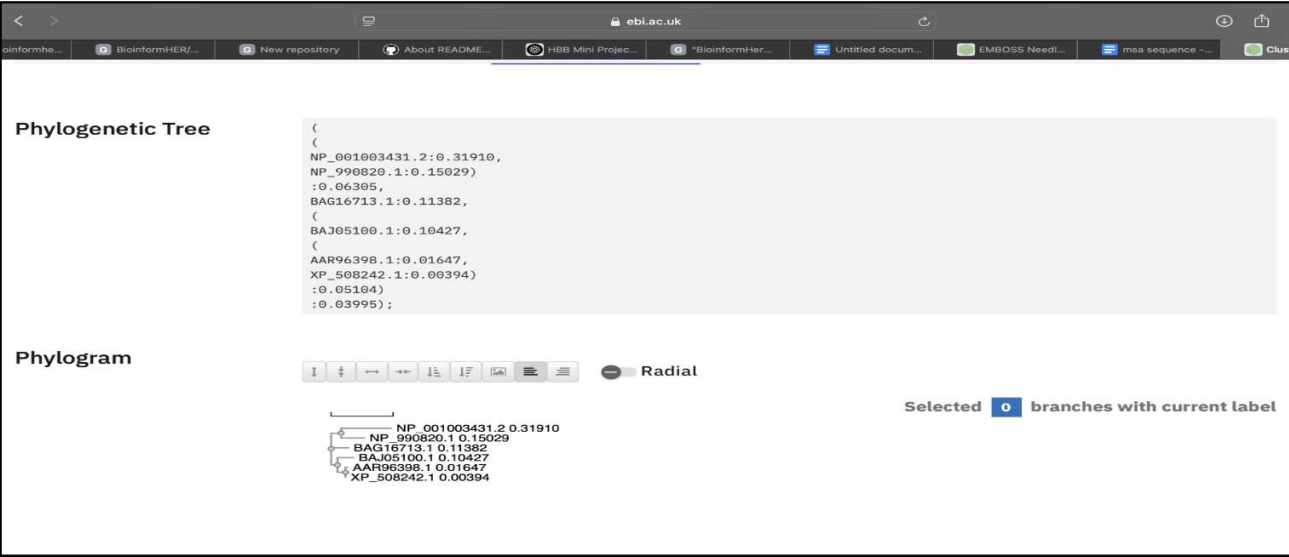 ebi.ac.uk
oinformhe...
G BioinformHER/...
G New repository
About README...
HBB Mini Projec...
G "BioinformHer...
Untitled docum...
EMBOSS Needl...
msa sequence -...
Clus
Phylogenetic Tree
(
(
NP_001003431.2:0.31910,
NP_990820.1:0.15029)
:0.06305,
BAG16713.1:0.11382,
(
BAJ05100.1:0.10427,
(
AAR96398.1:0.01647,
XP_508242.1:0.00394)
:0.05104)
:0.03995);
Phylogram
Radial
Selected 0 branches with current label
NP_001003431.2 0.31910
NP_990820.1 0.15029
BAG16713.1 0.11382
BAJ05100.1 0.10427
AAR96398.1 0.01647
XP_508242.1 0.00394